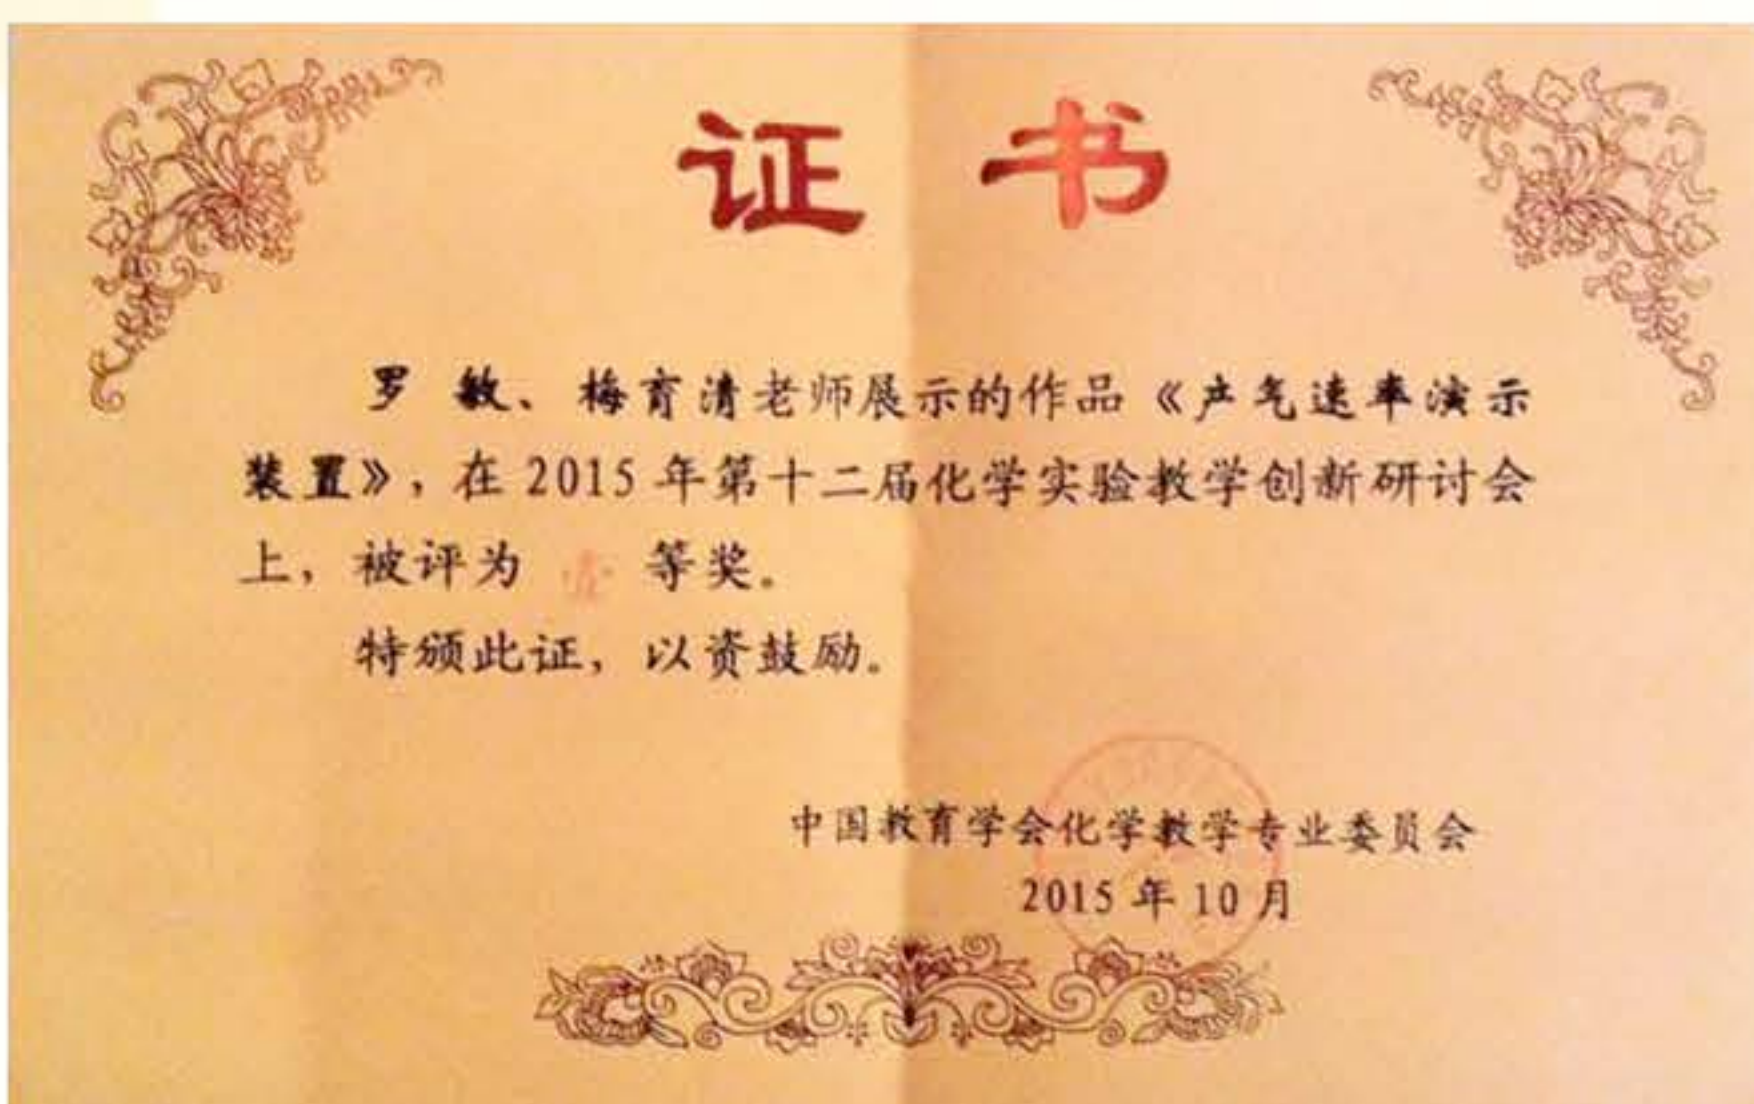 证书
罗 敏、梅育清老师展示的作品《产气速率演示
装置》，在2015年第十二届化学实验教学创新研讨会
上，被评为 等奖。
特颁此证，以资鼓励。
中国教育学会化学教学专业委员会
2015年10月